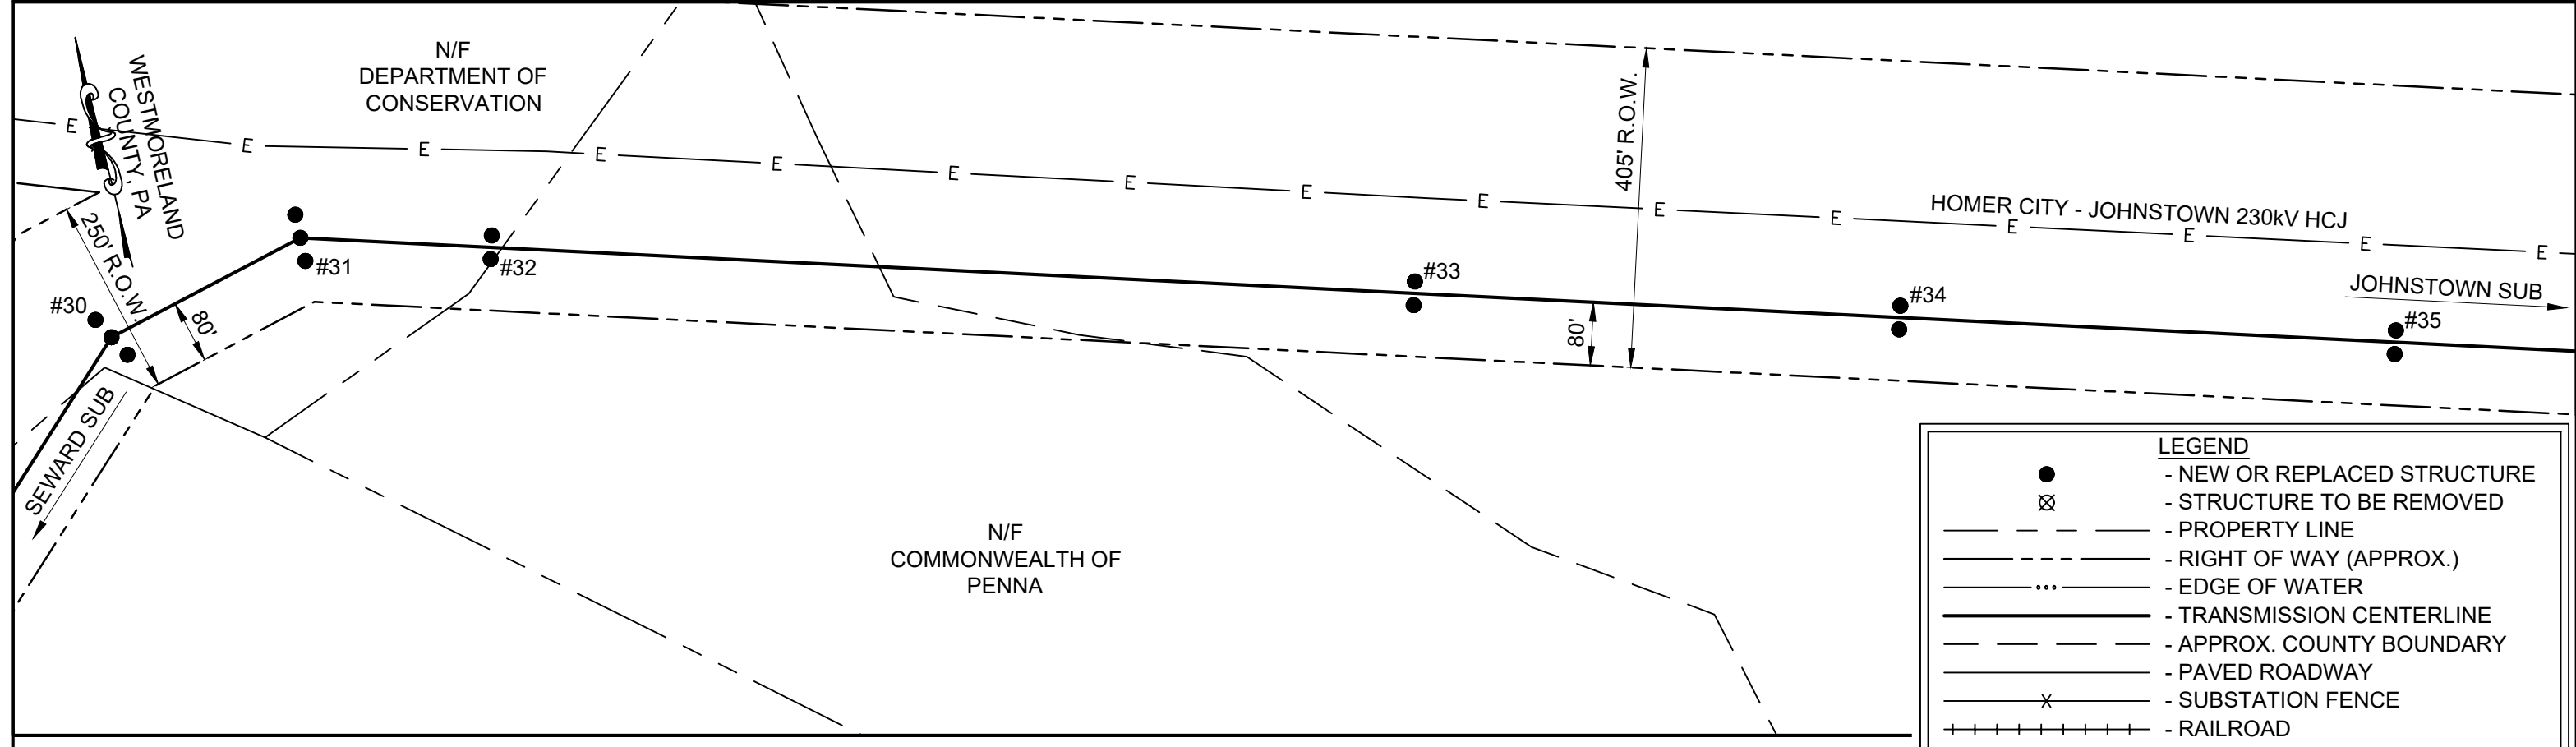 N/F
DEPARTMENT OF
CONSERVATION
WESTMORELAND
COUNTY, PA
250' R.O.W.
80'
#30
#31
#32
SEWARD SUB
405' R.O.W.
80'
#33
#34
#35
E E E E E E E E E E E E E E E
HOMER CITY - JOHNSTOWN 230kV HCJ
JOHNSTOWN SUB
N/F
COMMONWEALTH OF
PENNA
LEGEND
- NEW OR REPLACED STRUCTURE
- STRUCTURE TO BE REMOVED
- PROPERTY LINE
- RIGHT OF WAY (APPROX.)
- EDGE OF WATER
- TRANSMISSION CENTERLINE
- APPROX. COUNTY BOUNDARY
- PAVED ROADWAY
- SUBSTATION FENCE
- RAILROAD